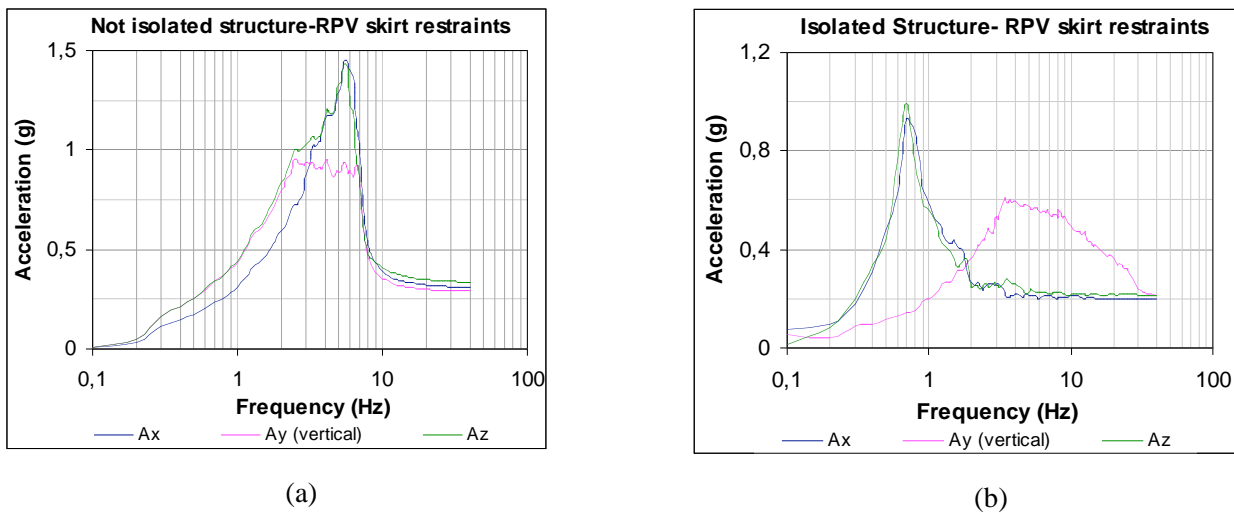 Not isolated structure-RPV skirt restraints
1,5
1
0,5
0
Acceleration (g)
0,1 1 10 100
Frequency (Hz)
Ax Ay (vertical) Az
(a)
Isolated Structure- RPV skirt restraints
1,2
0,8
0,4
0
Acceleration (g)
0,1 1 10 100
Frequency (Hz)
Ax Ay (vertical) Az
(b)